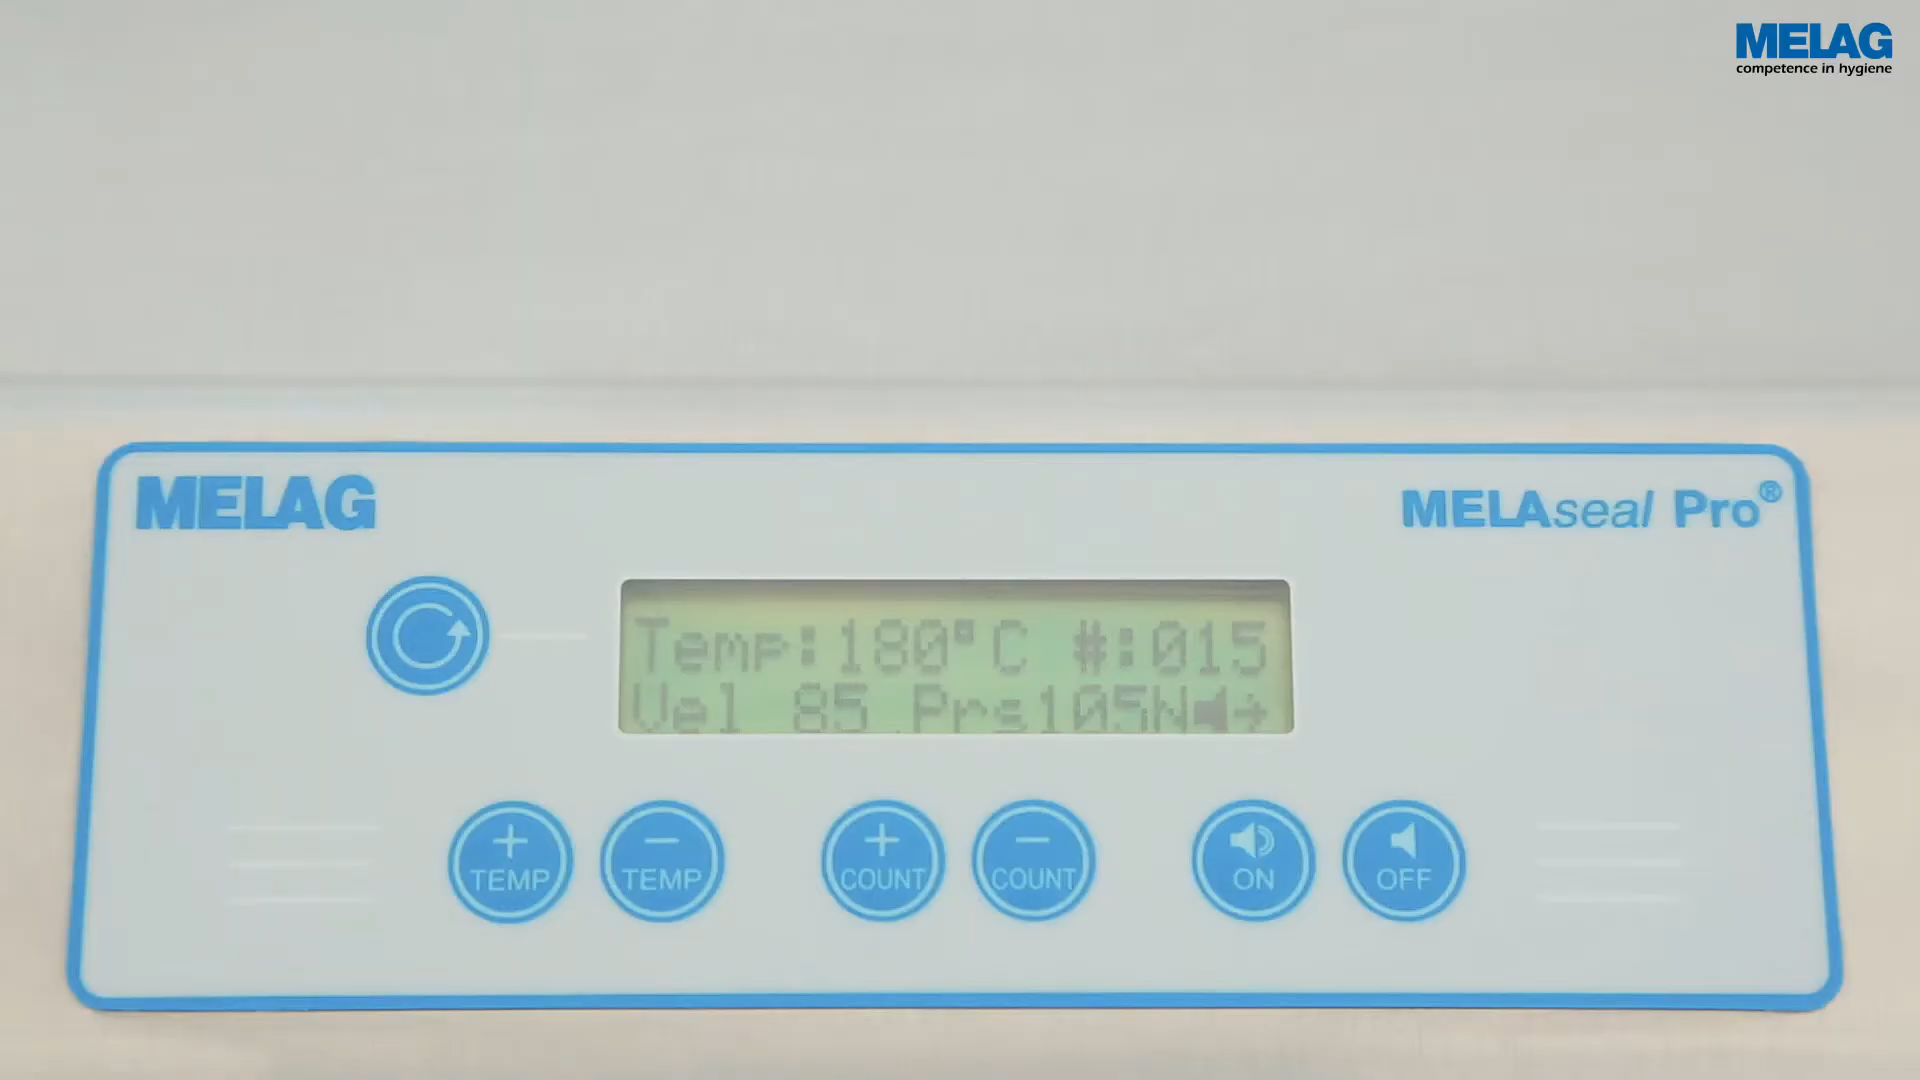 MELAG
competence in hygiene
MELAG
MELAseal Pro®
Temp:180°C #:015
Vel 85 Prs105N
+ TEMP
− TEMP
+ COUNT
− COUNT
ON
OFF